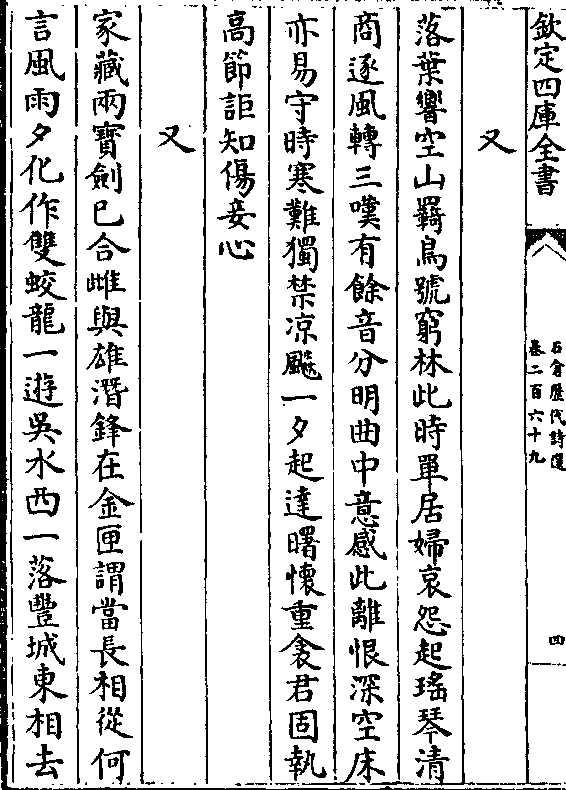 欽定四庫全書
石倉歷代詩選
卷二百六十九
四
又
落葉響空山羇鳥號窮林此時單居婦哀怨起瑤琴清
商逐風轉三嘆有餘音分明曲中意感此離恨深空床
亦易守時寒難獨禁凉飈一夕起達曙懷重衾君固執
高節詎知傷妾心
又
家藏兩寶劍已合雌與雄潛鋒在金匣謂當長相從何
言風雨夕化作雙蛟龍一遊吳水西一落豐城東相去